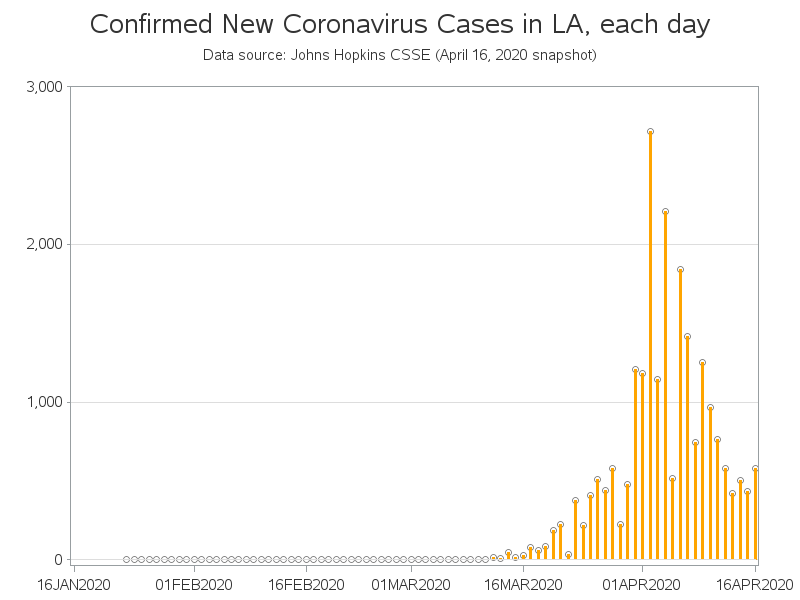 Confirmed New Coronavirus Cases in LA, each day
Data source: Johns Hopkins CSSE (April 16, 2020 snapshot)
3,000
2,000
1,000
0
16JAN2020 01FEB2020 16FEB2020 01MAR2020 16MAR2020 01APR2020 16APR2020